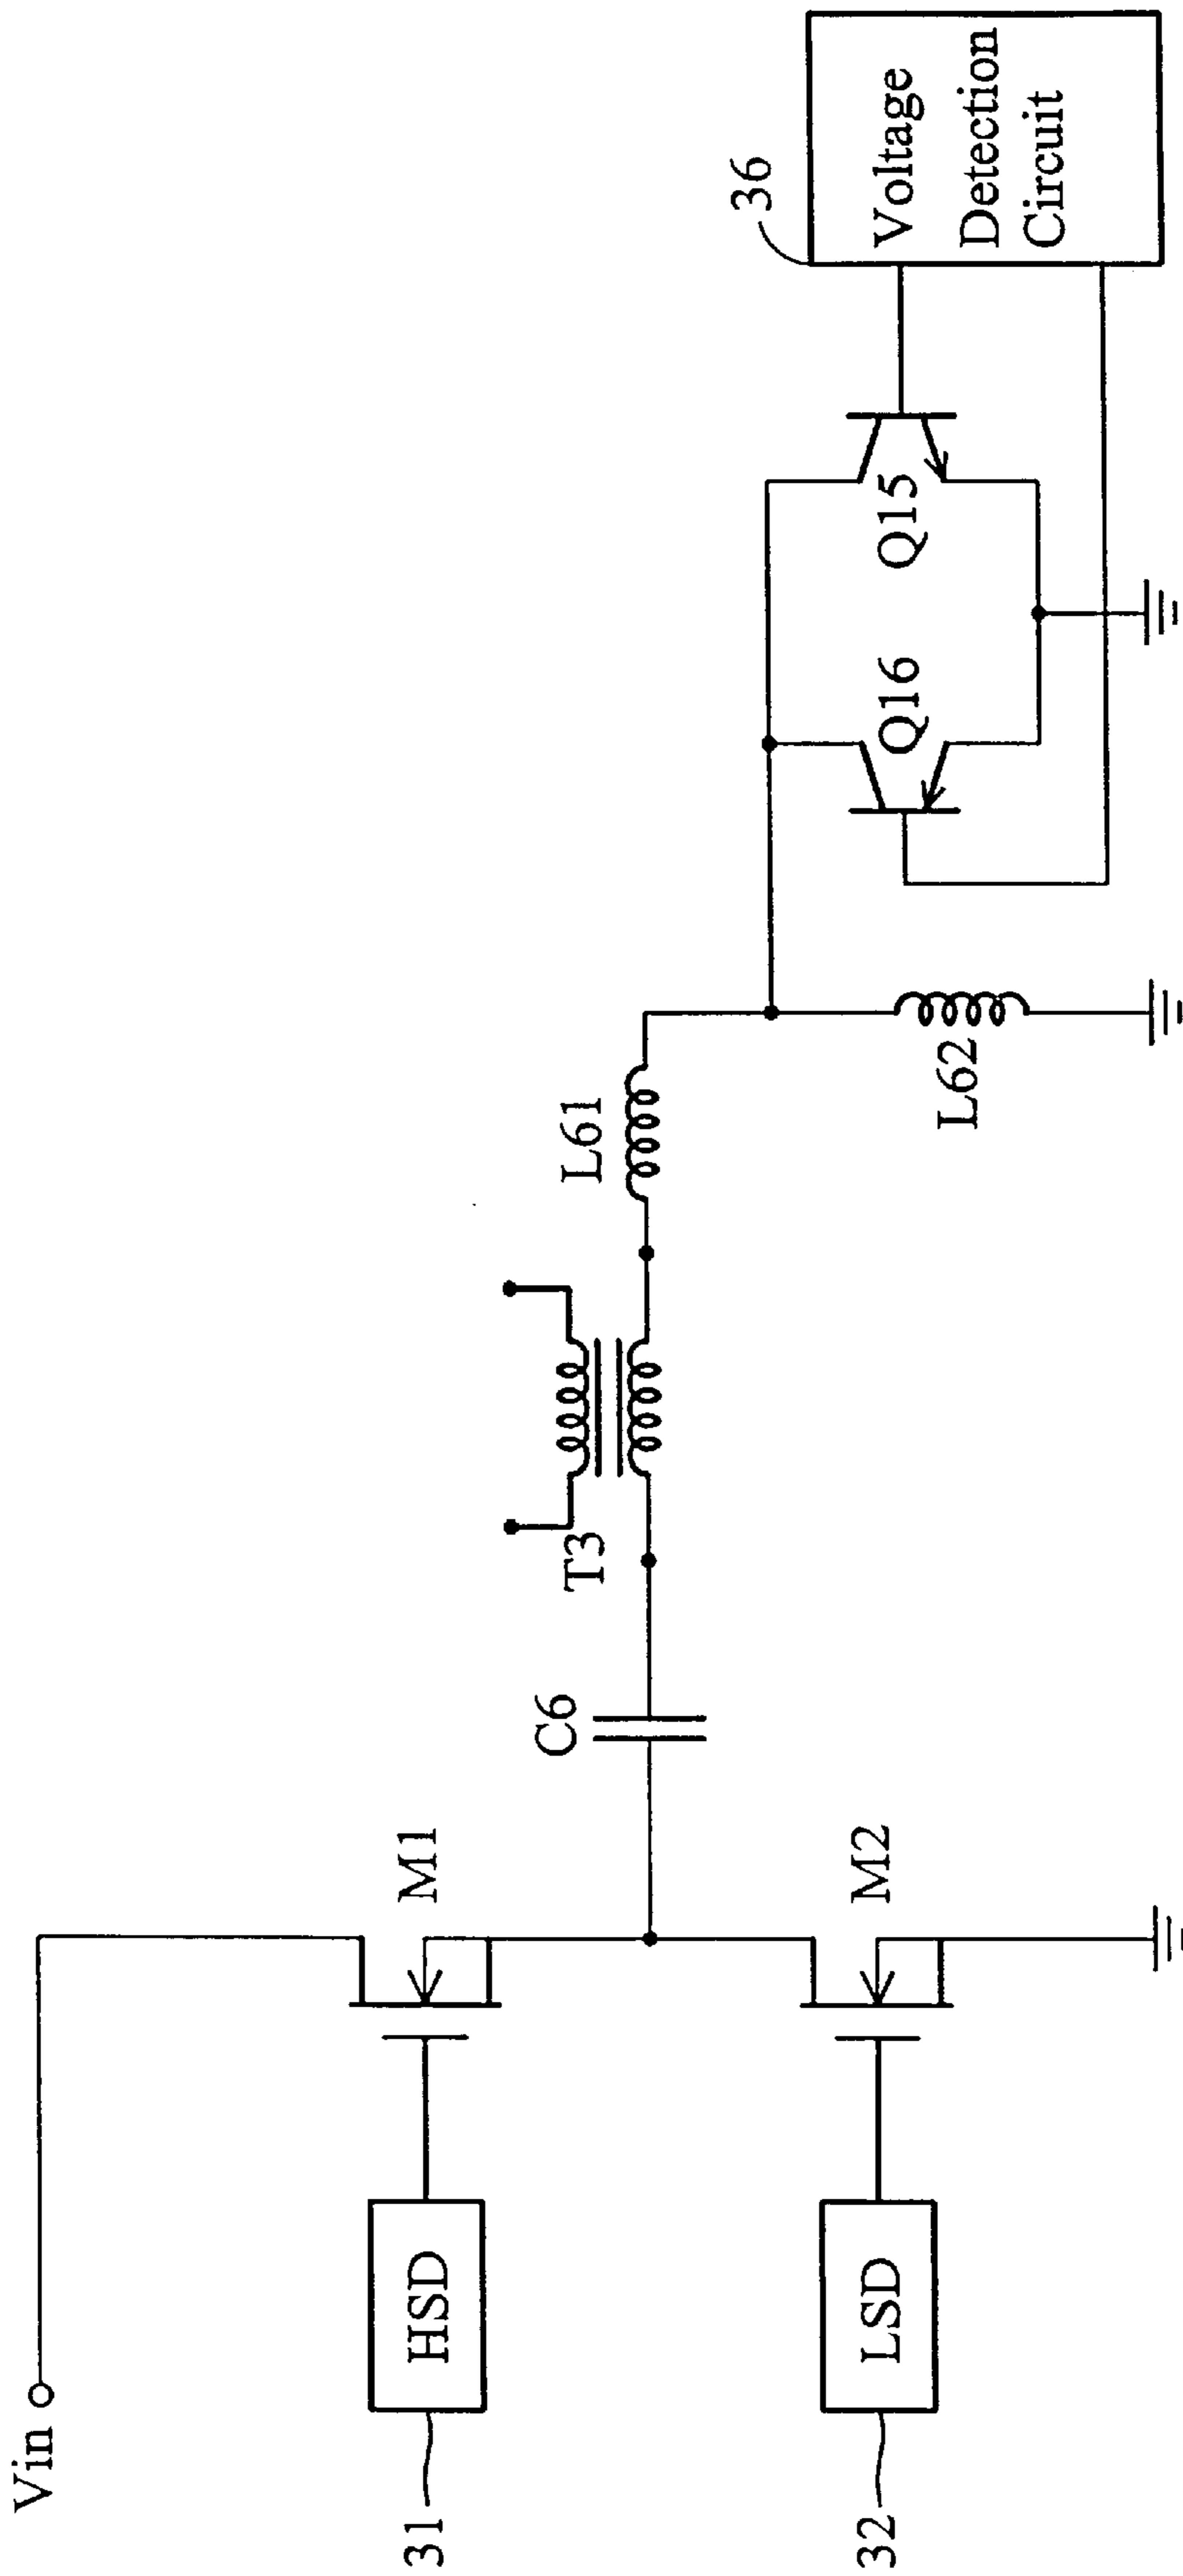 Vin
31
HSD
M1
32
LSD
M2
C6
T3
L61
L62
Q16
Q15
36
Voltage
Detection
Circuit